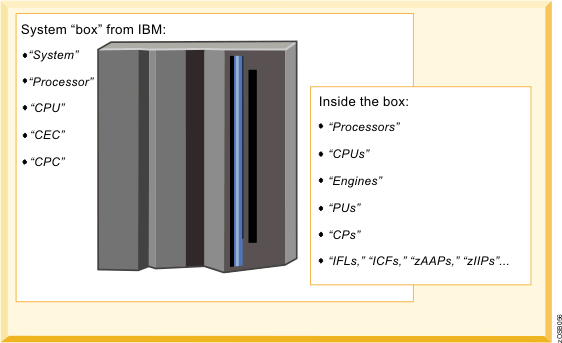 System “box” from IBM:
“System”
“Processor”
“CPU”
“CEC”
“CPC”
Inside the box:
“Processors”
“CPUs”
“Engines”
“PUs”
“CPs”
“IFLs,” “ICFs,” “zAAPs,” “zIIPs”...
zOSB056